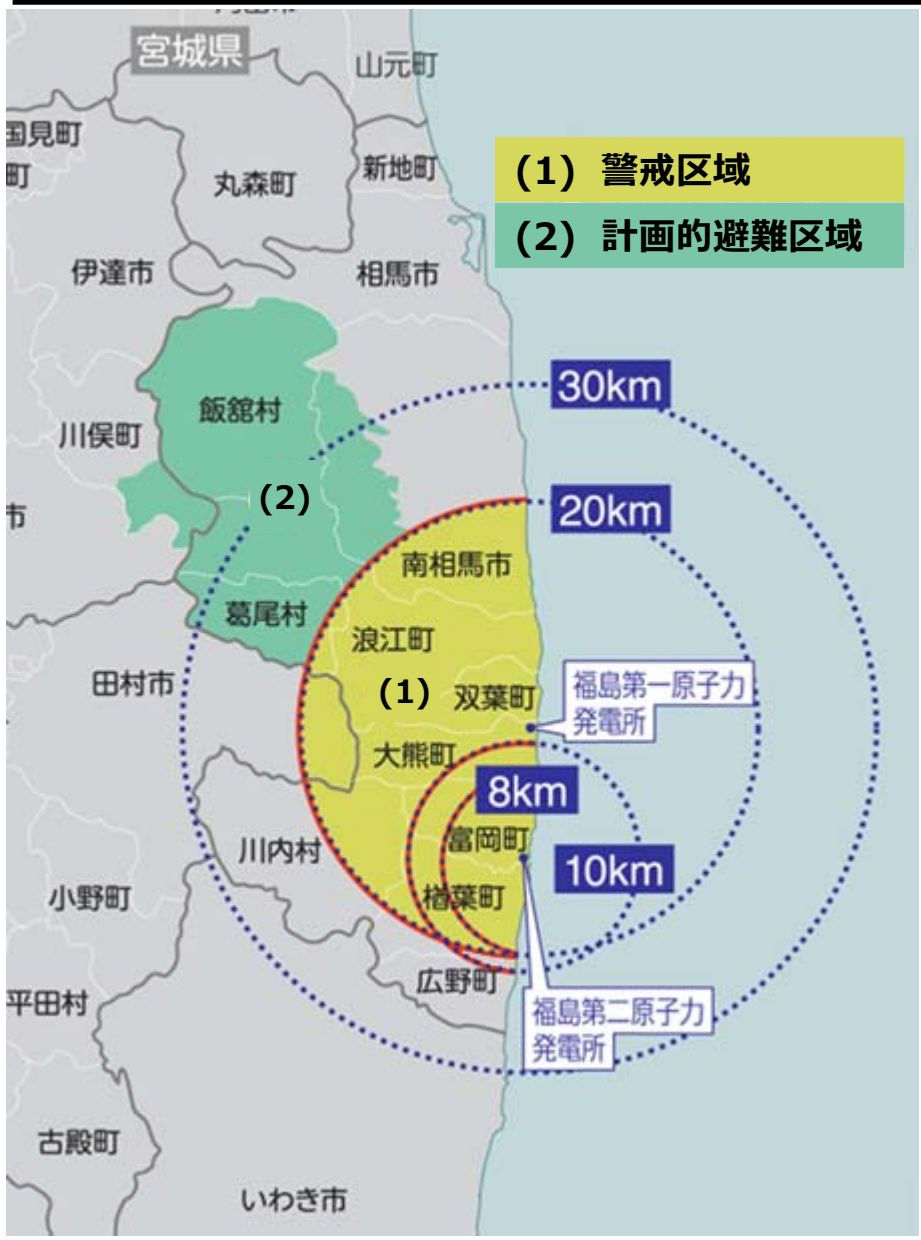 宮城県
山元町
国見町
町
丸森町
新地町
(1) 警戒区域
(2) 計画的避難区域
伊達市
相馬市
30km
飯舘村
川俣町
(2)
20km
市
南相馬市
葛尾村
浪江町
田村市
(1)
双葉町
福島第一原子力
発電所
大熊町
8km
富岡町
川内村
10km
小野町
楢葉町
広野町
平田村
福島第二原子力
発電所
古殿町
いわき市